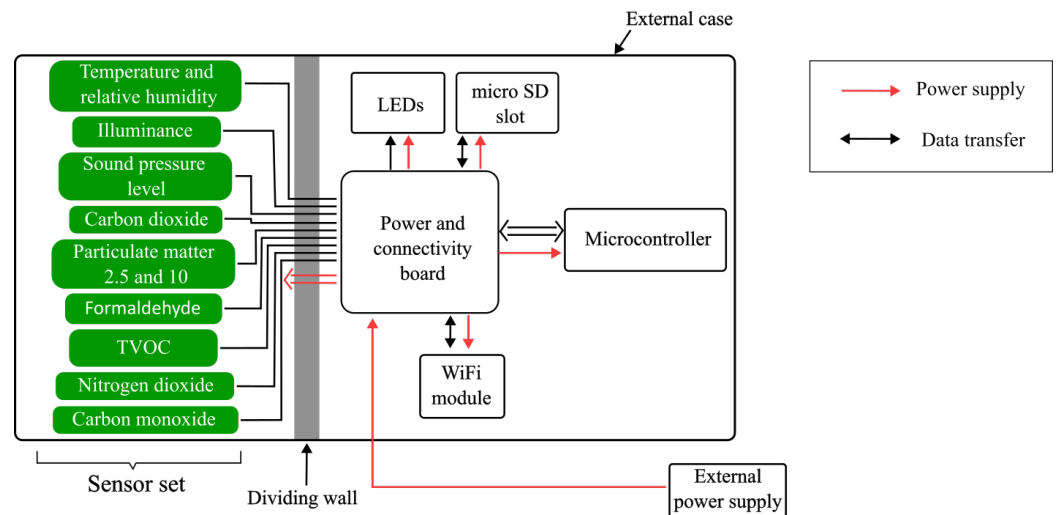 External case
Temperature and
relative humidity
Illuminance
Sound pressure
level
Carbon dioxide
Particulate matter
2.5 and 10
Formaldehyde
TVOC
Nitrogen dioxide
Carbon monoxide
Sensor set
Dividing wall
LEDs
micro SD
slot
Power and
connectivity
board
Microcontroller
WiFi
module
External
power supply
Power supply
Data transfer